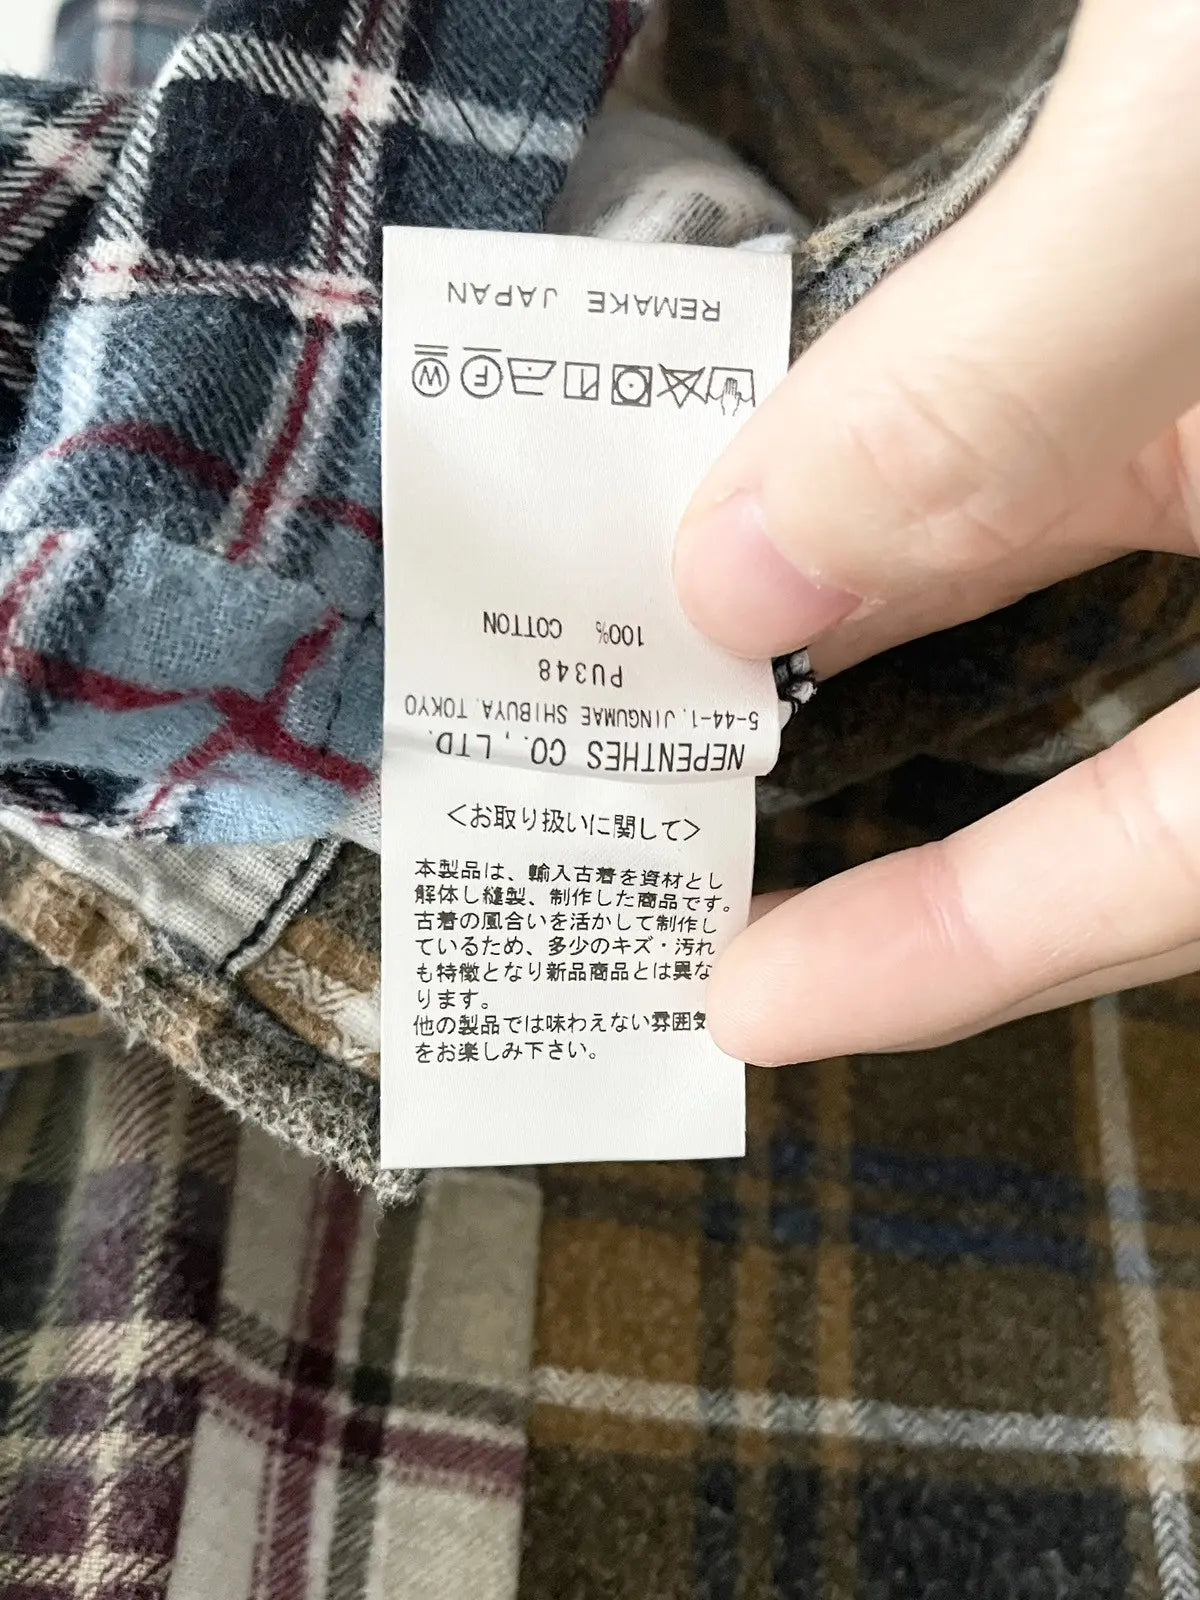 REMAKE JAPAN
100% COTTON
PU348
5-44-1, JINGUMAE SHIBUYA, TOKYO
NEPENTHES CO., LTD.
<お取り扱いに関して>
本製品は、輸入古着を資材とし
解体し縫製、制作した商品です。
古着の風合いを活かして制作し
ているため、多少のキズ・汚れ
も特徴となり新品商品とは異な
ります。
他の製品では味わえない雰囲気
をお楽しみ下さい。